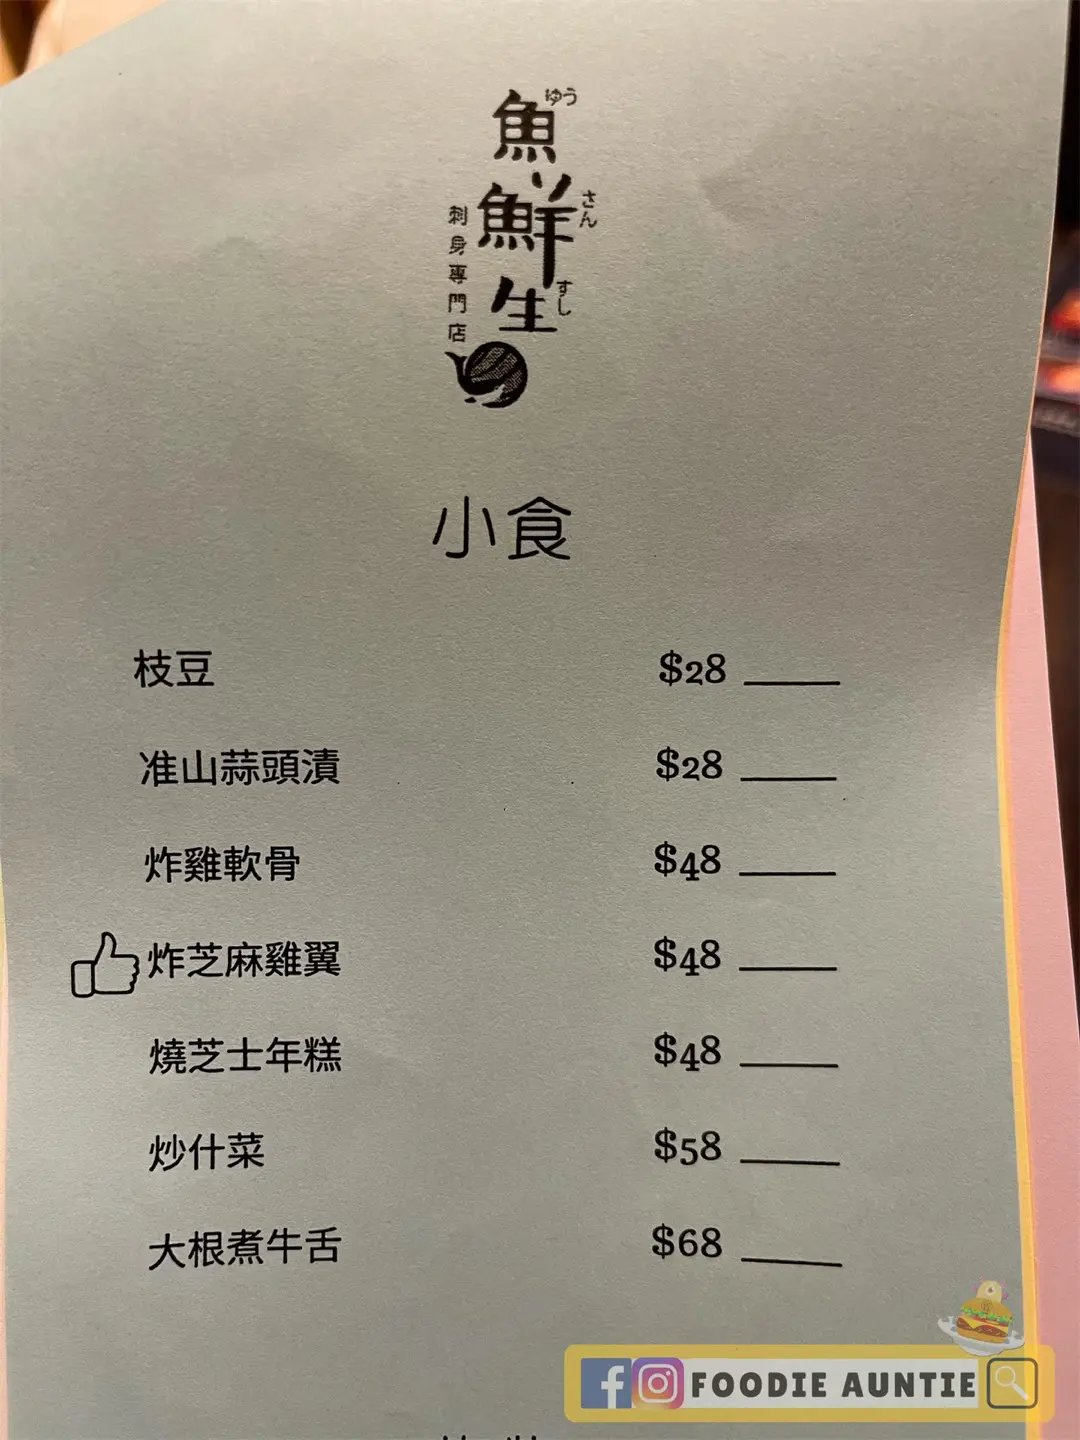 魚鮮生
ゆう
さん
すし
刺身專門店
小食
枝豆 $28
准山蒜頭漬 $28
炸雞軟骨 $48
炸芝麻雞翼 $48
燒芝士年糕 $48
炒什菜 $58
大根煮牛舌 $68
FOODIE AUNTIE